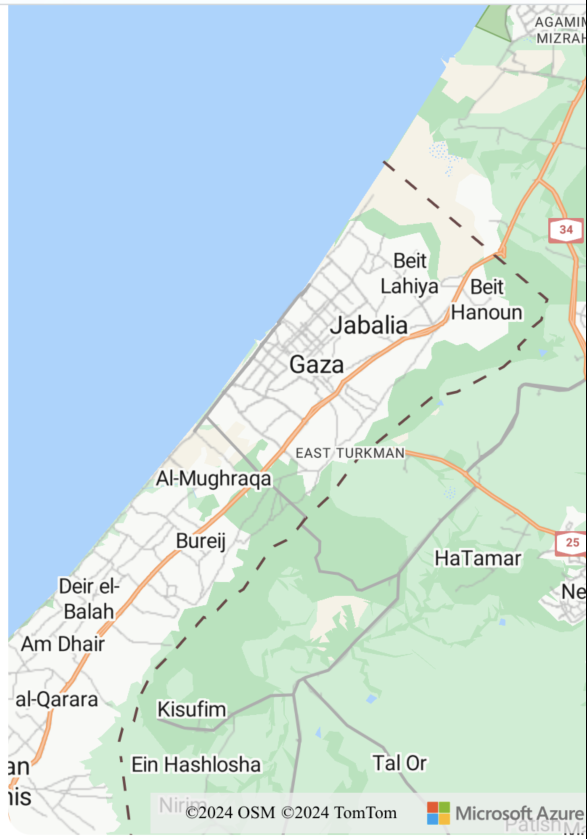 AGAMIM
MIZRAH
34
Beit
Lahiya
Beit
Hanoun
Jabalia
Gaza
EAST TURKMAN
Al-Mughraqa
25
Bureij
HaTamar
Deir el-
Balah
Ne
Am Dhair
al-Qarara
Kisufim
an
nis
Ein Hashlosha
Tal Or
Nirim
©2024 OSM ©2024 TomTom
Microsoft Azure
Patish